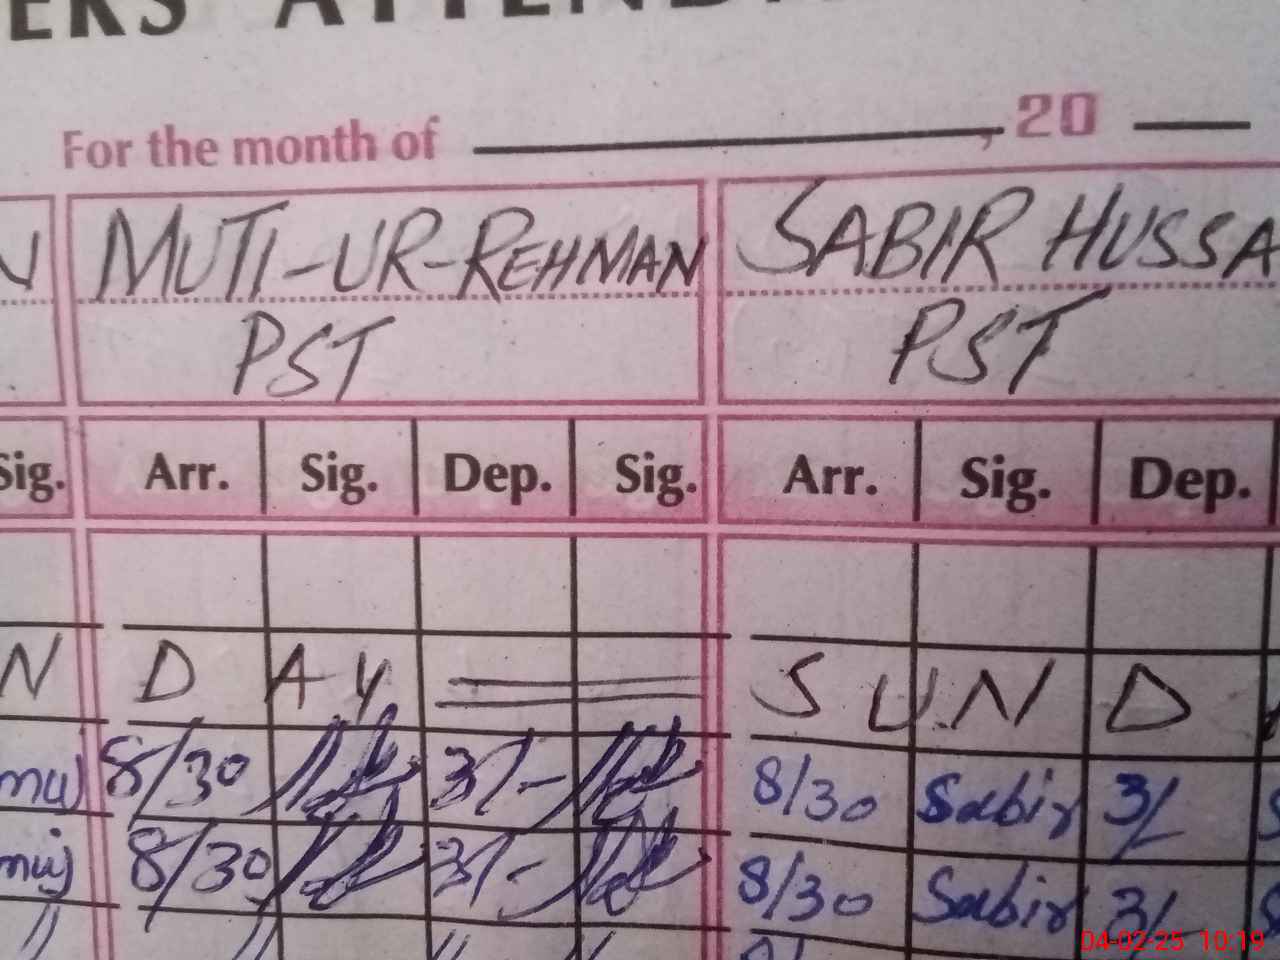 ERS ATTEND
For the month of , 20
MUTI-UR-REHMAN SABIR HUSSA
PST PST
Sig. Arr. Sig. Dep. Sig. Arr. Sig. Dep.
N D A Y S U N D
8/30 3/- 8/30 Sabir 3/
8/30 3/- 8/30 Sabir 3/
04-02-25 10:19